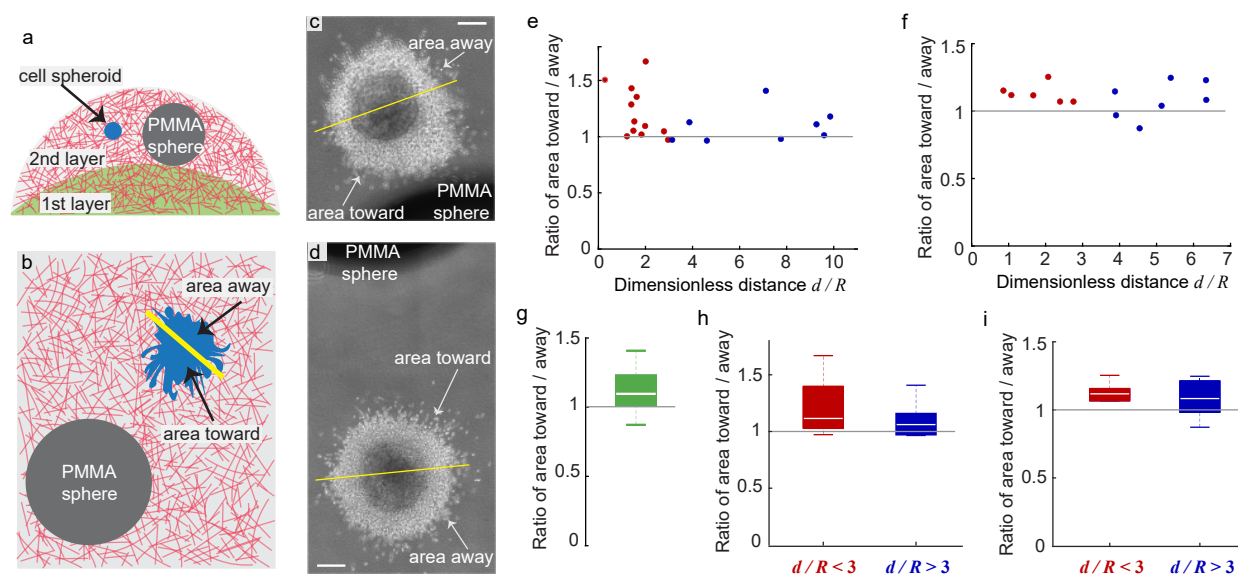 a
cell spheroid
PMMA
sphere
2nd layer
1st layer
b
area away
area toward
PMMA
sphere
c
area away
area toward
PMMA
sphere
d
PMMA
sphere
area toward
area away
e
Ratio of area toward / away
1.5
1
0.5
0
0
2
4
6
8
10
Dimensionless distance d / R
f
Ratio of area toward / away
1.5
1
0.5
0
0
1
2
3
4
5
6
7
Dimensionless distance d / R
g
Ratio of area toward / away
1.5
1
0.5
0
h
Ratio of area toward / away
1.5
1
0.5
0
d / R < 3
d / R > 3
i
Ratio of area toward / away
1.5
1
0.5
0
d / R < 3
d / R > 3